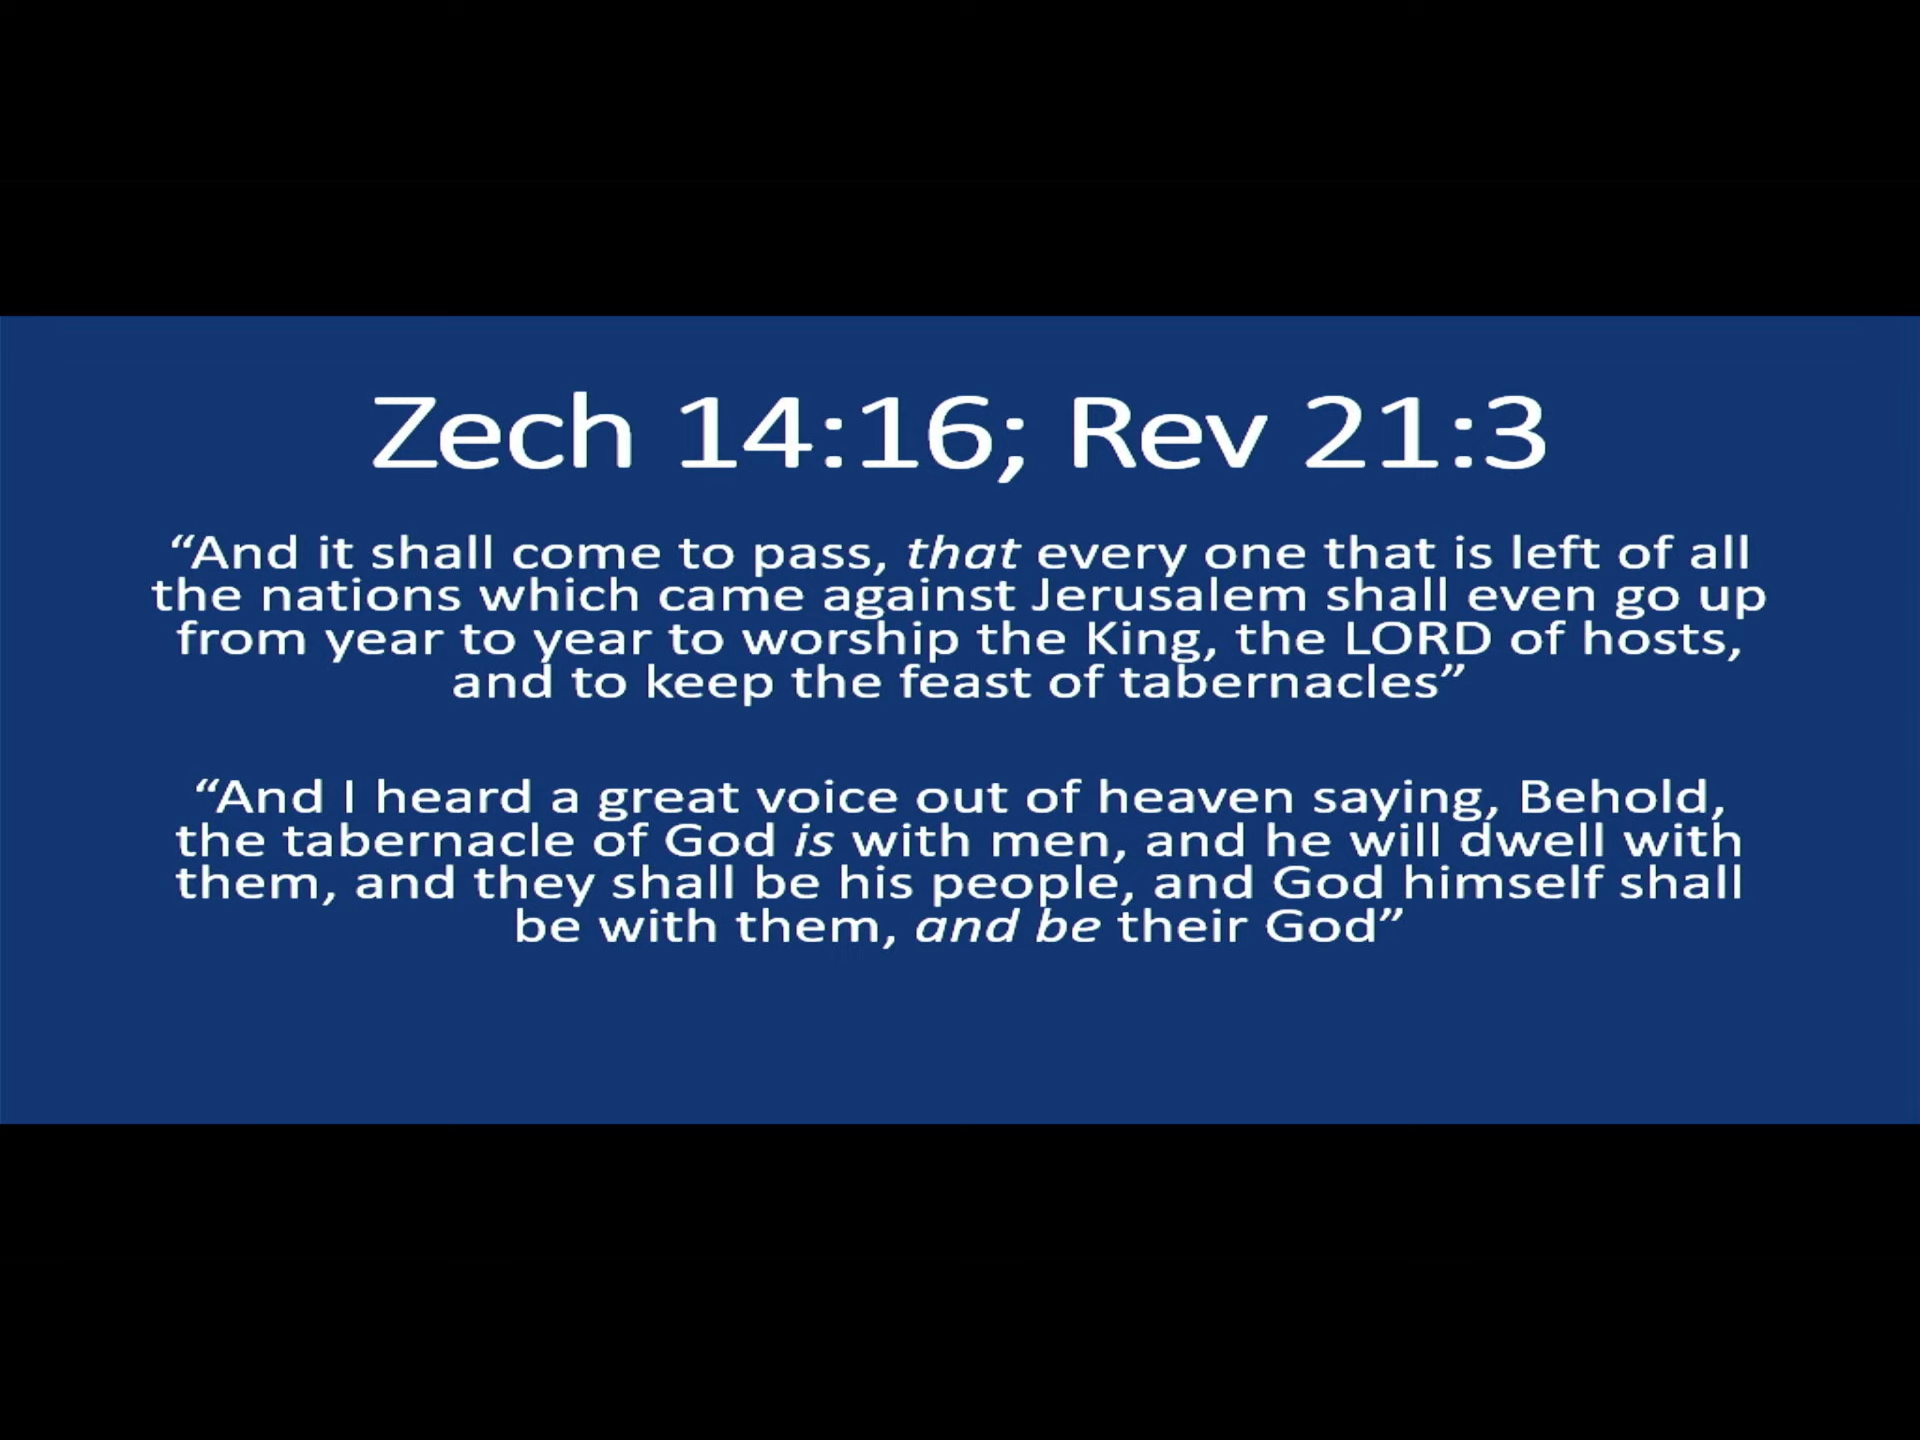 Zech 14:16; Rev 21:3
“And it shall come to pass, that every one that is left of all
the nations which came against Jerusalem shall even go up
from year to year to worship the King, the LORD of hosts,
and to keep the feast of tabernacles”
“And I heard a great voice out of heaven saying, Behold,
the tabernacle of God is with men, and he will dwell with
them, and they shall be his people, and God himself shall
be with them, and be their God”